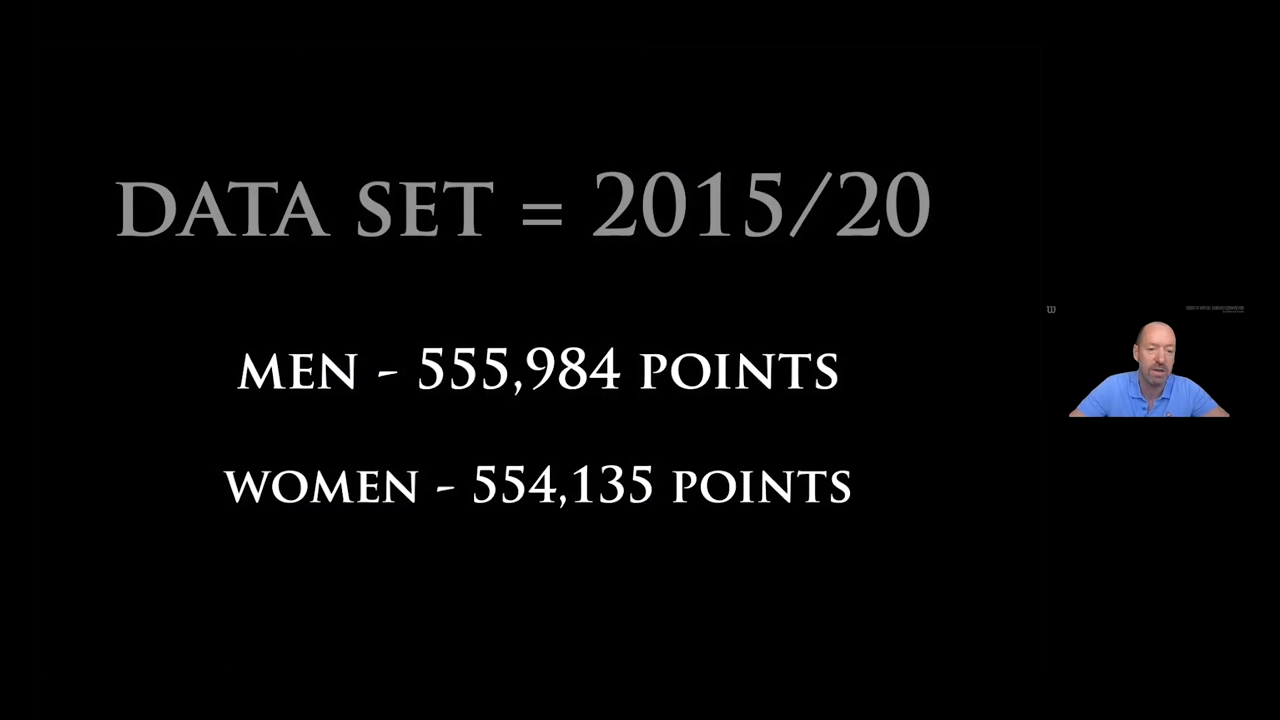 DATA SET = 2015/20
MEN - 555,984 POINTS
WOMEN - 554,135 POINTS
W